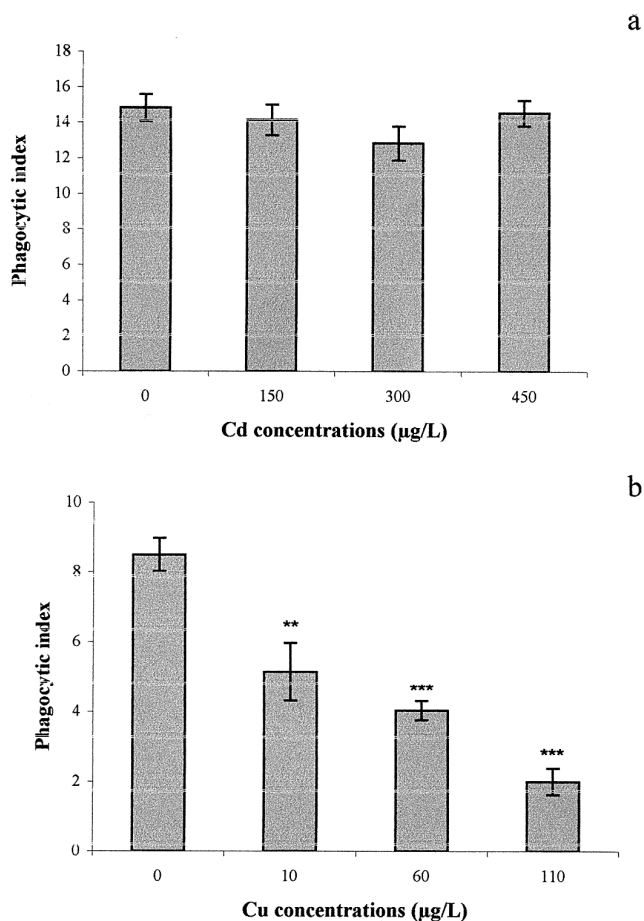 a
18
16
14
12
10
8
6
4
2
0
Phagocytic index
0 150 300 450
Cd concentrations (µg/L)
b
10
8
6
4
2
0
Phagocytic index
**
***
***
0 10 60 110
Cu concentrations (µg/L)